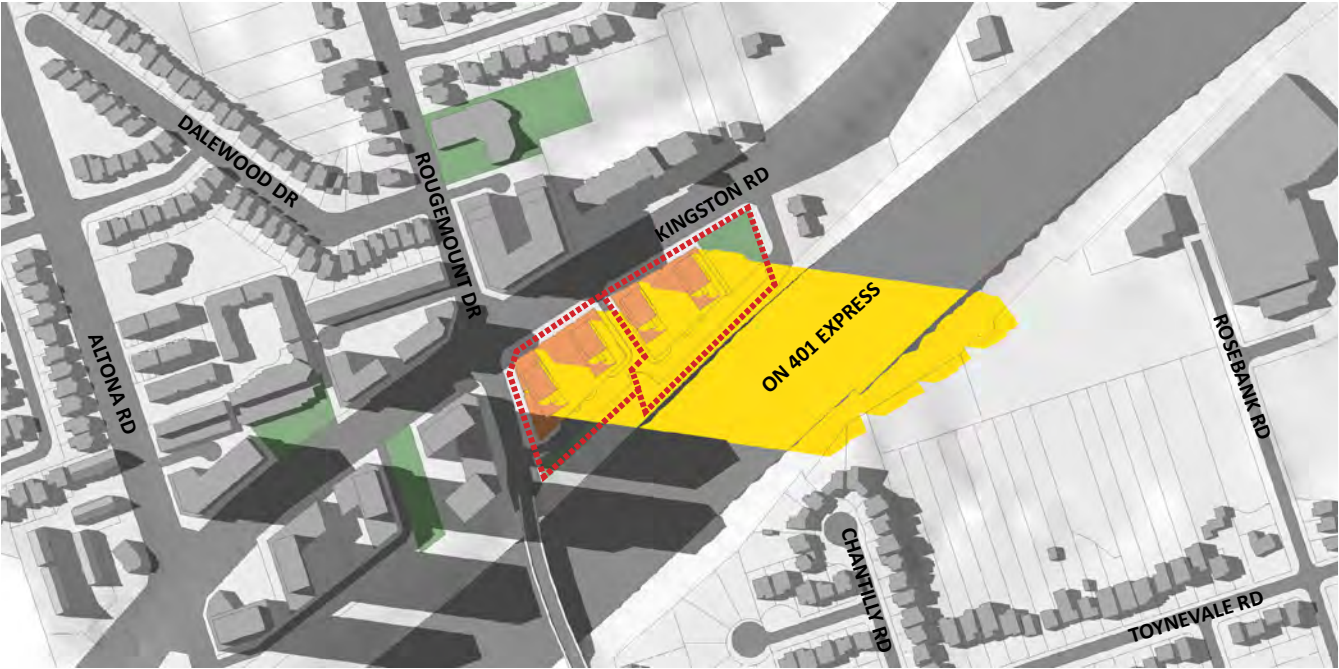 DALEWOOD DR
ROUGEMOUNT DR
KINGSTON RD
ALTONA RD
ON 401 EXPRESS
ROSEBANK RD
CHANTILLY RD
TOYNEVALE RD